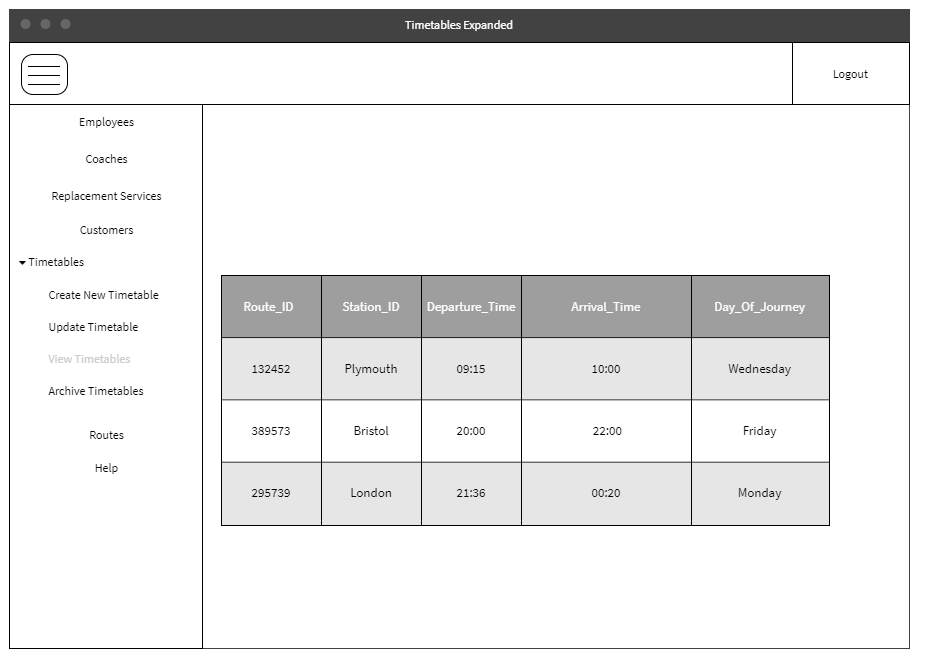 Timetables Expanded
Logout
Employees
Coaches
Replacement Services
Customers
Timetables
Create New Timetable
Update Timetable
View Timetables
Archive Timetables
Routes
Help
Route_ID Station_ID Departure_Time Arrival_Time Day_Of_Journey
132452 Plymouth 09:15 10:00 Wednesday
389573 Bristol 20:00 22:00 Friday
295739 London 21:36 00:20 Monday